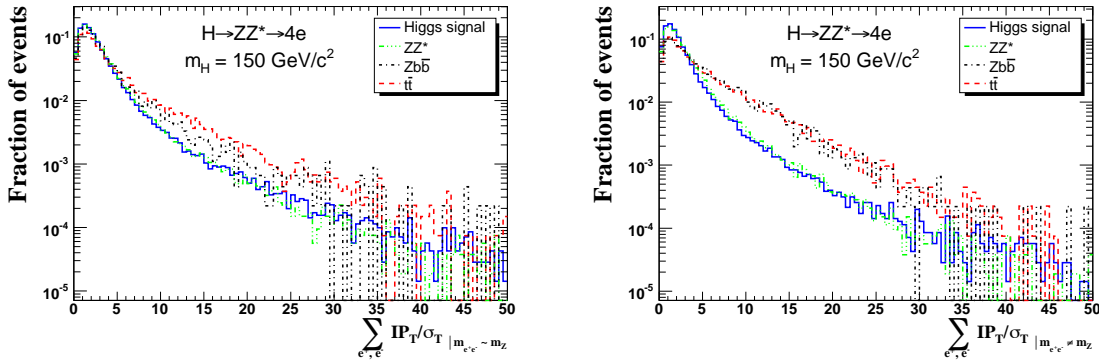 Fraction of events
H→ZZ*→4e
m_H = 150 GeV/c²
Higgs signal
ZZ*
Zbb̄
tt̄
10⁻¹
10⁻²
10⁻³
10⁻⁴
10⁻⁵
0 5 10 15 20 25 30 35 40 45 50
∑ IP_T/σ_T | m_e⁺e⁻ ~ m_Z
e⁺, e⁻
Fraction of events
H→ZZ*→4e
m_H = 150 GeV/c²
Higgs signal
ZZ*
Zbb̄
tt̄
10⁻¹
10⁻²
10⁻³
10⁻⁴
10⁻⁵
0 5 10 15 20 25 30 35 40 45 50
∑ IP_T/σ_T | m_e⁺e⁻ ≠ m_Z
e⁺, e⁻